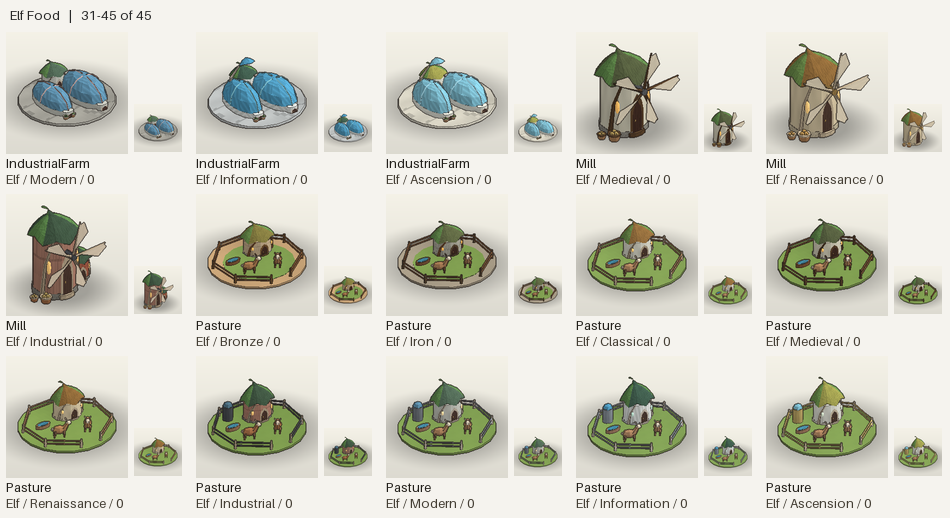 Elf Food | 31-45 of 45
IndustrialFarm
Elf / Modern / 0
IndustrialFarm
Elf / Information / 0
IndustrialFarm
Elf / Ascension / 0
Mill
Elf / Medieval / 0
Mill
Elf / Renaissance / 0
Mill
Elf / Industrial / 0
Pasture
Elf / Bronze / 0
Pasture
Elf / Iron / 0
Pasture
Elf / Classical / 0
Pasture
Elf / Medieval / 0
Pasture
Elf / Renaissance / 0
Pasture
Elf / Industrial / 0
Pasture
Elf / Modern / 0
Pasture
Elf / Information / 0
Pasture
Elf / Ascension / 0